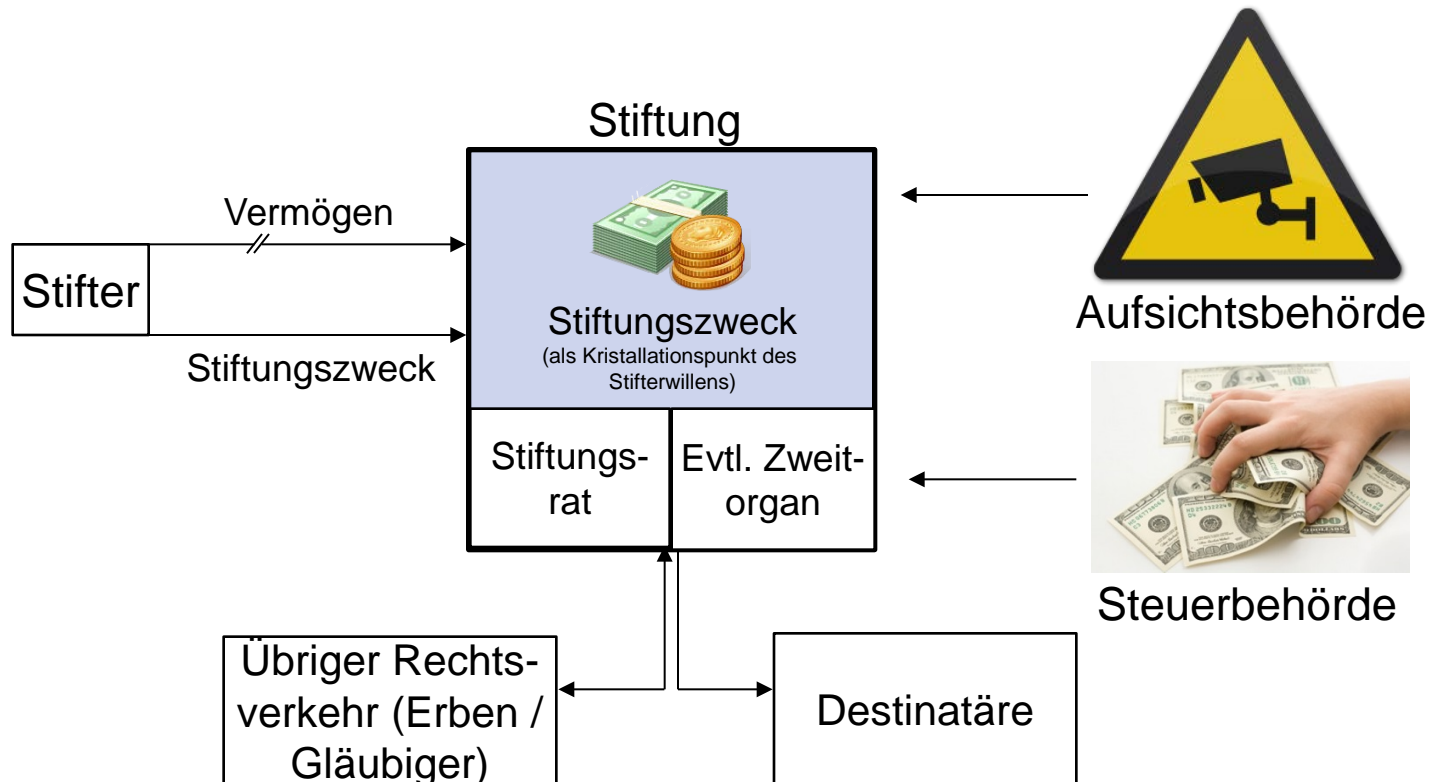 Stiftung
Vermögen
Stifter
Stiftungszweck
Stiftungszweck
(als Kristallationspunkt des
Stifterwillens)
Stiftungs-
rat
Evtl. Zweit-
organ
Aufsichtsbehörde
Steuerbehörde
Übriger Rechts-
verkehr (Erben /
Gläubiger)
Destinatäre